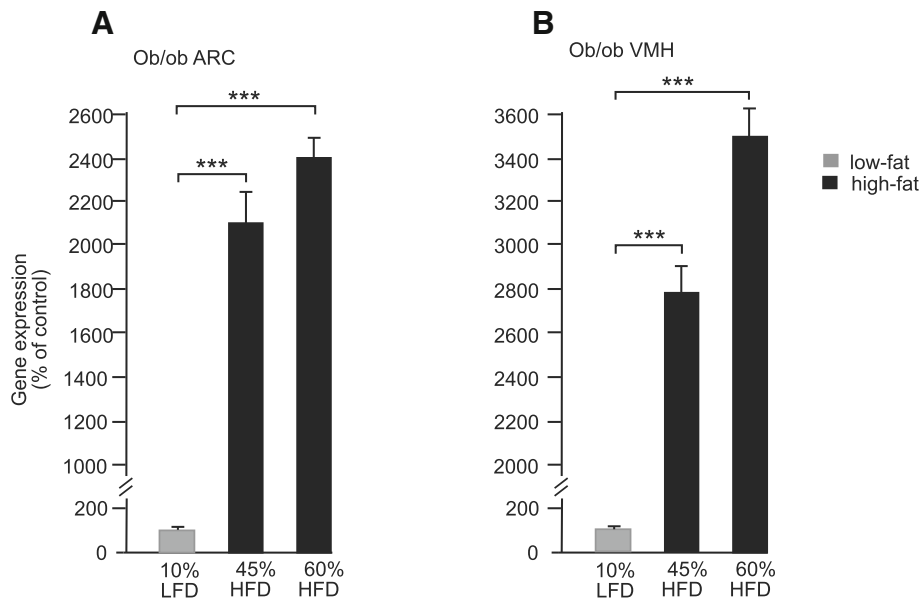 A
Ob/ob ARC
***
***
2600
2400
2200
2000
1800
1600
1400
1200
1000
200
0
Gene expression
(% of control)
10%
LFD
45%
HFD
60%
HFD
B
Ob/ob VMH
***
***
3600
3400
3200
3000
2800
2600
2400
2200
2000
200
0
10%
LFD
45%
HFD
60%
HFD
low-fat
high-fat